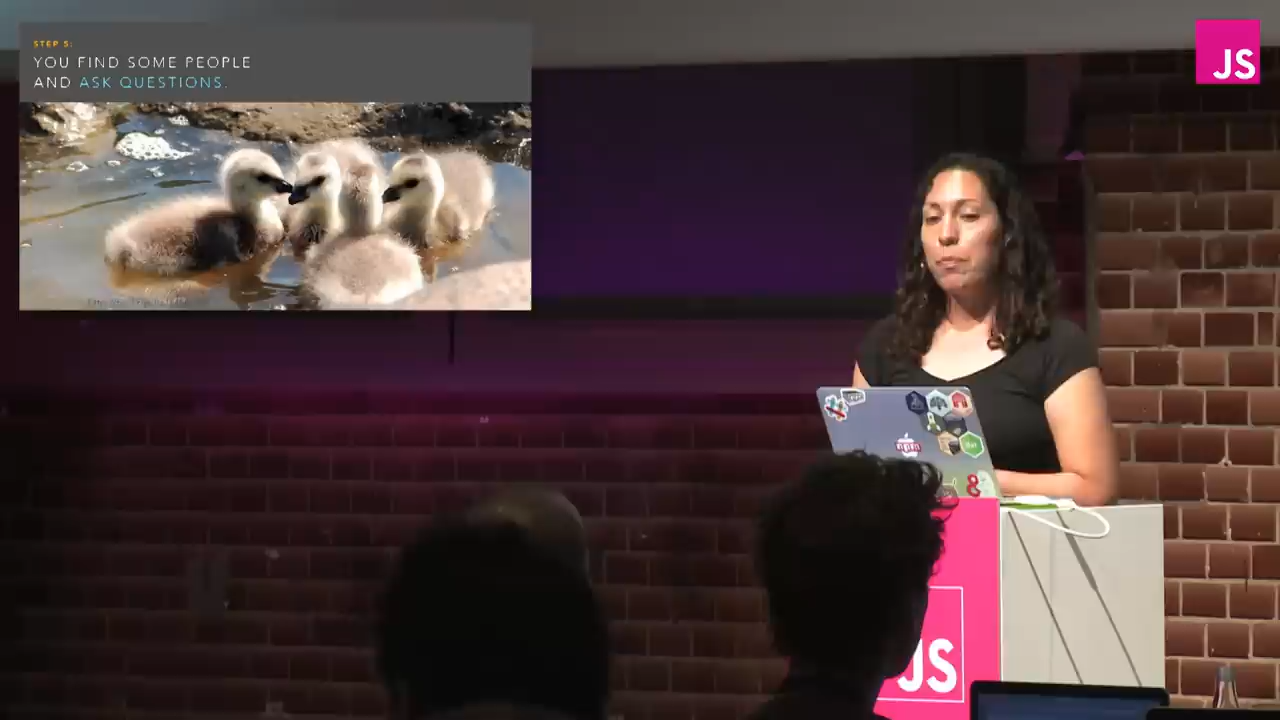 STEP 5:
YOU FIND SOME PEOPLE
AND ASK QUESTIONS.
JS
JS